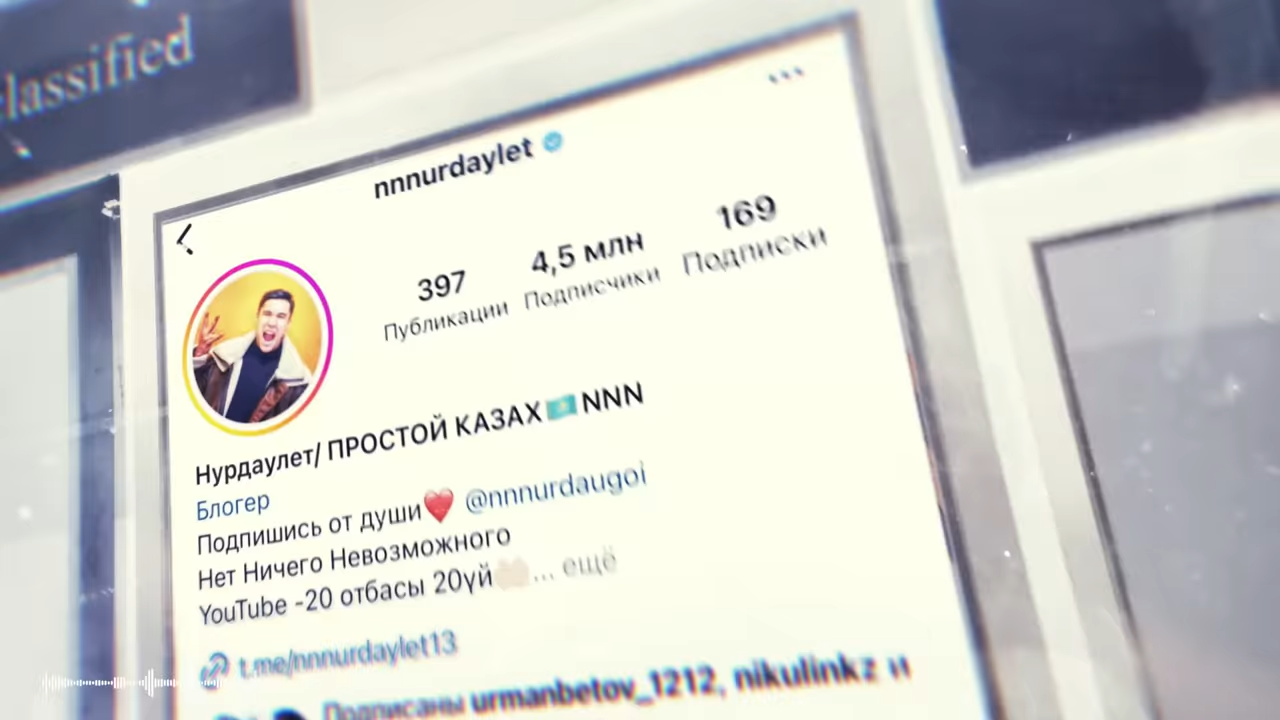 classified
nnnurdaylet
397
4,5 млн
169
Публикации
Подписчики
Подписки
Нурдаулет/ ПРОСТОЙ КАЗАХ🇰🇿NNN
Блогер
Подпишись от души❤️ @nnnurdaugoi
Нет Ничего Невозможного
YouTube -20 отбасы 20үй🤲🏻... ещё
t.me/nnnurdaylet13
Подписаны urmanbetov_1212, nikulinkz и